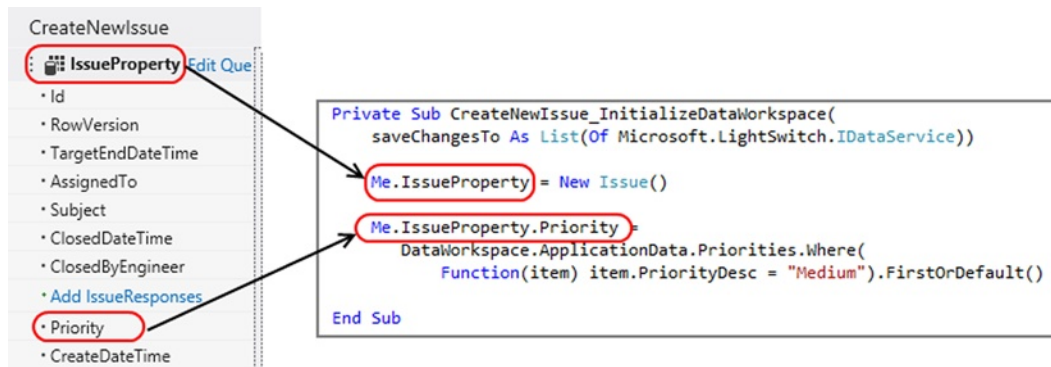 CreateNewIssue
IssueProperty Edit Que
Id
RowVersion
TargetEndDateTime
AssignedTo
Subject
ClosedDateTime
ClosedByEngineer
Add IssueResponses
Priority
CreateDateTime
Private Sub CreateNewIssue_InitializeDataWorkspace(
saveChangesTo As List(Of Microsoft.LightSwitch.IDataService))
Me.IssueProperty = New Issue()
Me.IssueProperty.Priority =
DataWorkspace.ApplicationData.Priorities.Where(
Function(item) item.PriorityDesc = "Medium").FirstOrDefault()
End Sub